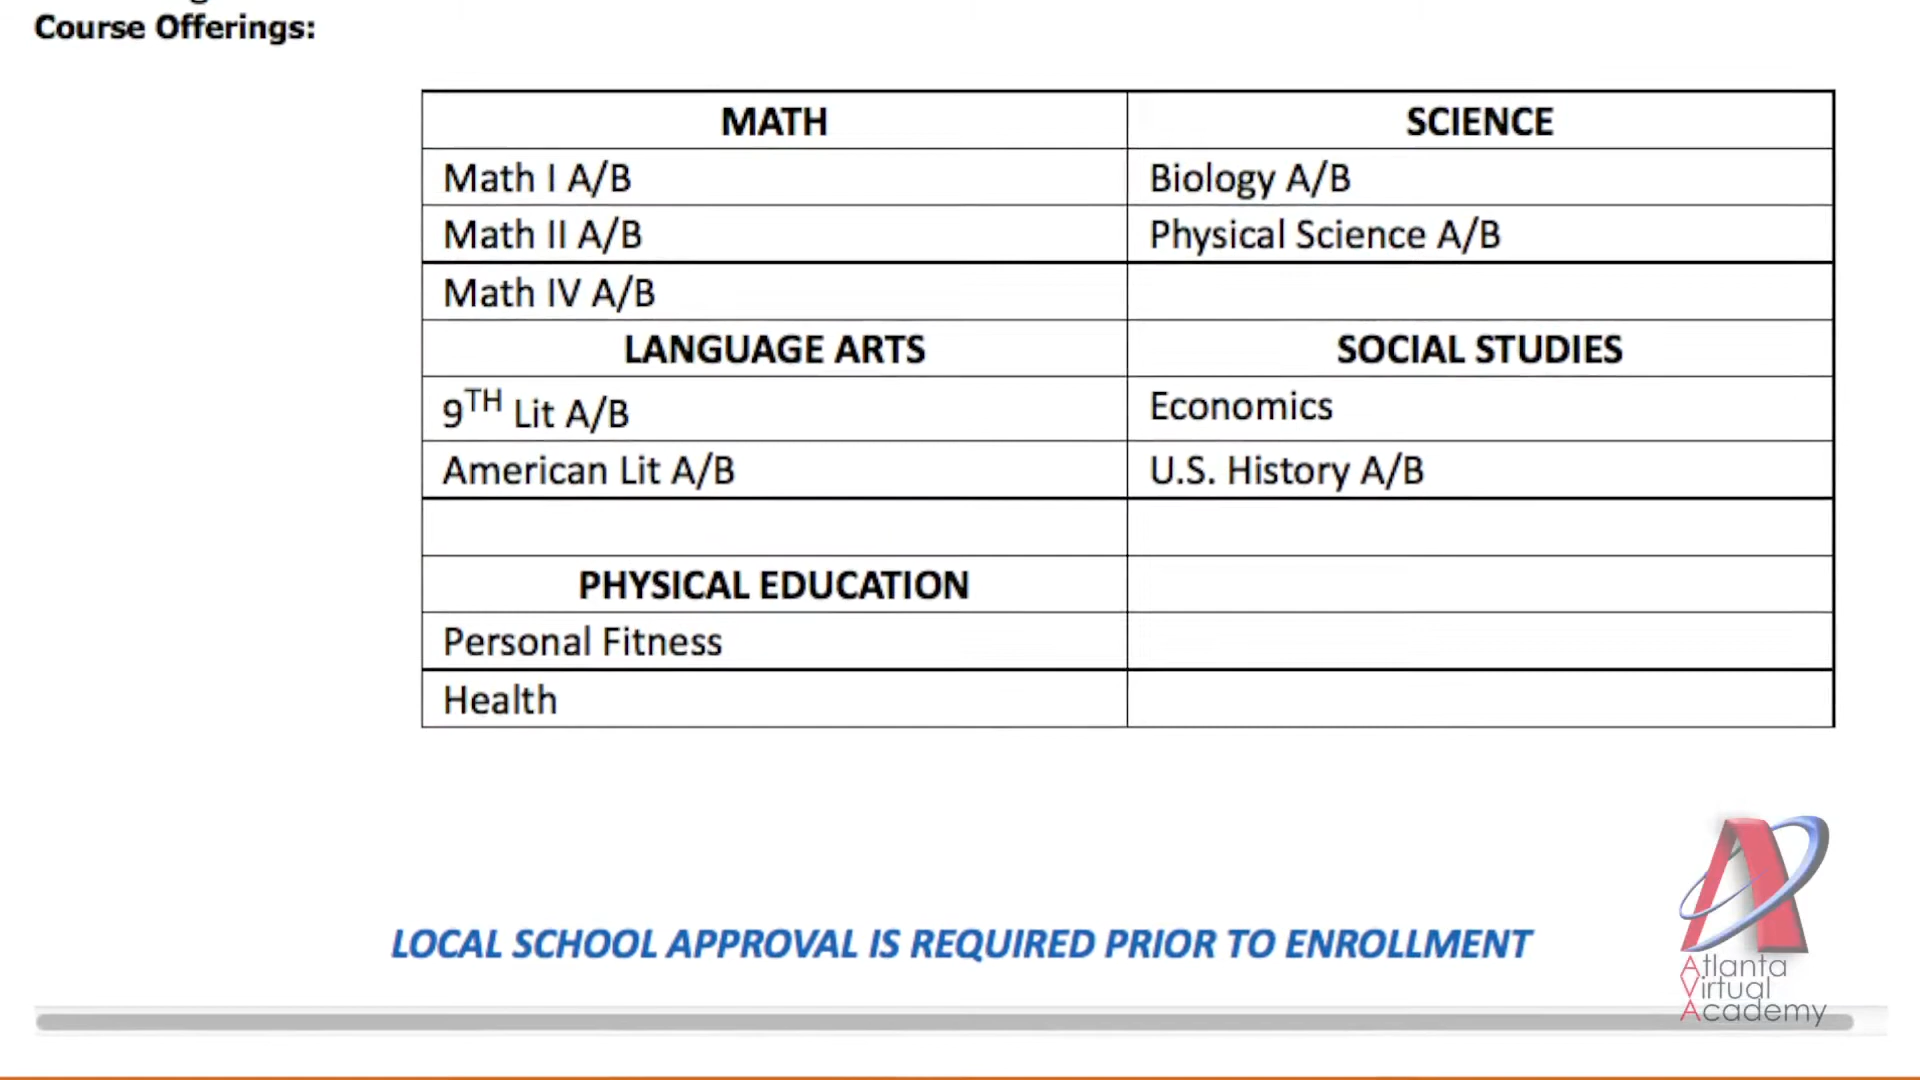 Course Offerings:
MATH
SCIENCE
Math I A/B
Biology A/B
Math II A/B
Physical Science A/B
Math IV A/B
LANGUAGE ARTS
SOCIAL STUDIES
9TH Lit A/B
Economics
American Lit A/B
U.S. History A/B
PHYSICAL EDUCATION
Personal Fitness
Health
LOCAL SCHOOL APPROVAL IS REQUIRED PRIOR TO ENROLLMENT
Atlanta
Virtual
Academy